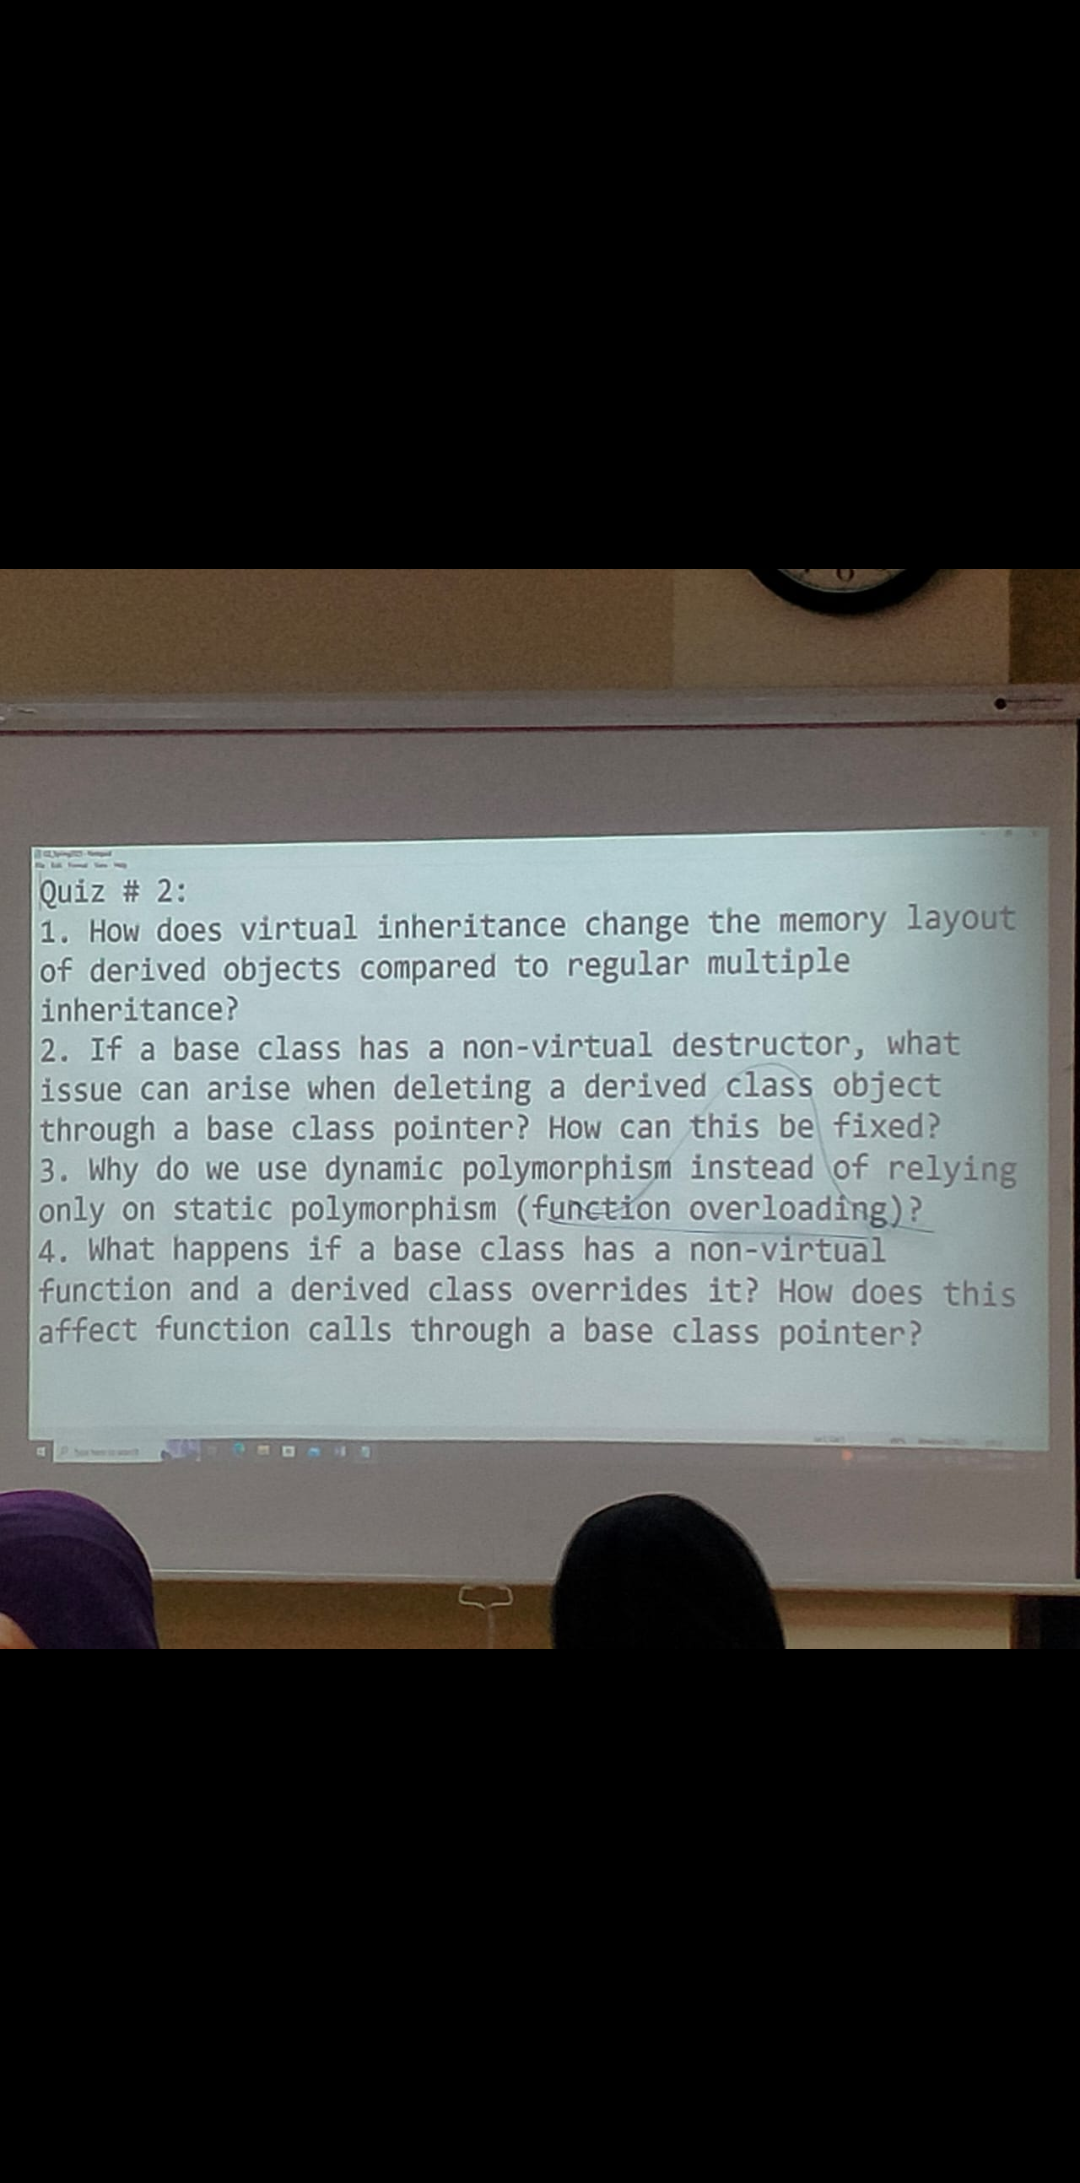 Quiz # 2:
1. How does virtual inheritance change the memory layout
of derived objects compared to regular multiple
inheritance?
2. If a base class has a non-virtual destructor, what
issue can arise when deleting a derived class object
through a base class pointer? How can this be fixed?
3. Why do we use dynamic polymorphism instead of relying
only on static polymorphism (function overloading)?
4. What happens if a base class has a non-virtual
function and a derived class overrides it? How does this
affect function calls through a base class pointer?
Type here to search